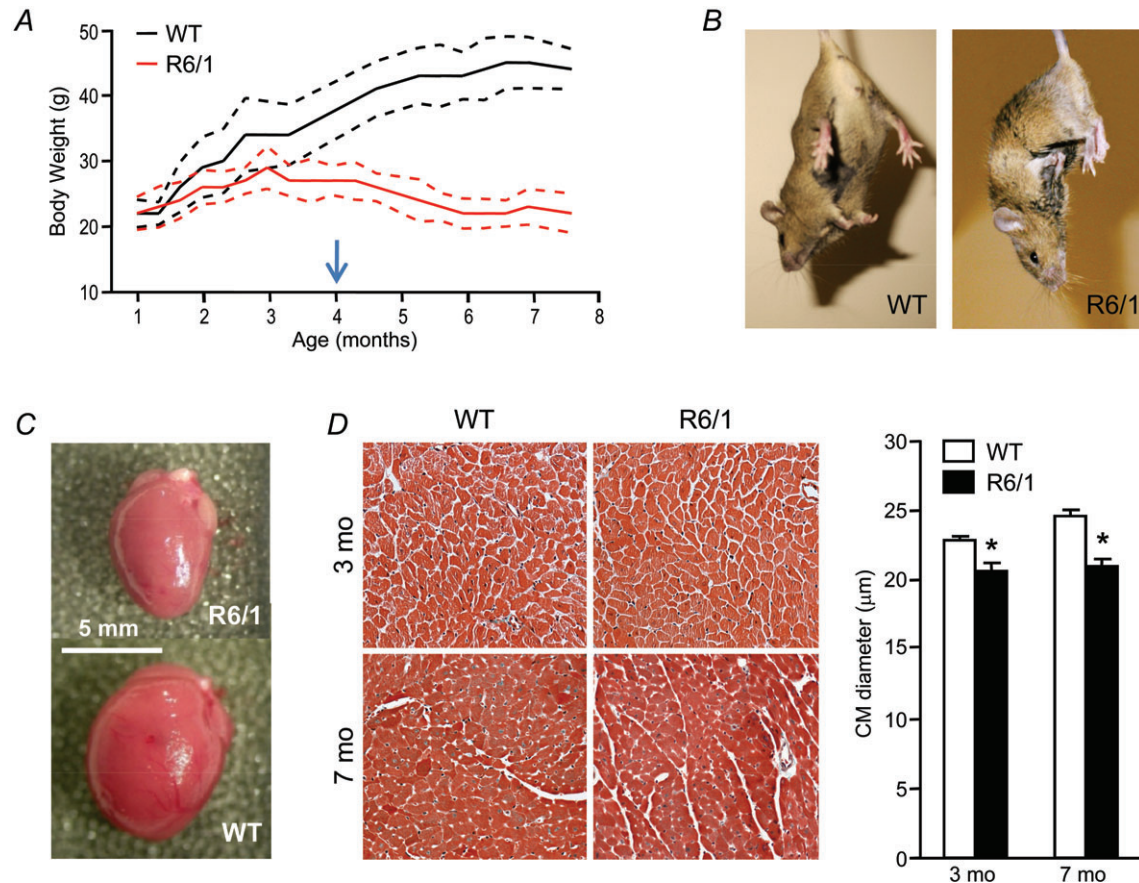 A
WT
R6/1
Body Weight (g)
50
40
30
20
10
1 2 3 4 5 6 7 8
Age (months)
B
WT
R6/1
C
R6/1
5 mm
WT
D
WT R6/1
3 mo
7 mo
CM diameter (μm)
30
25
20
15
10
5
0
WT
R6/1
* *
3 mo 7 mo